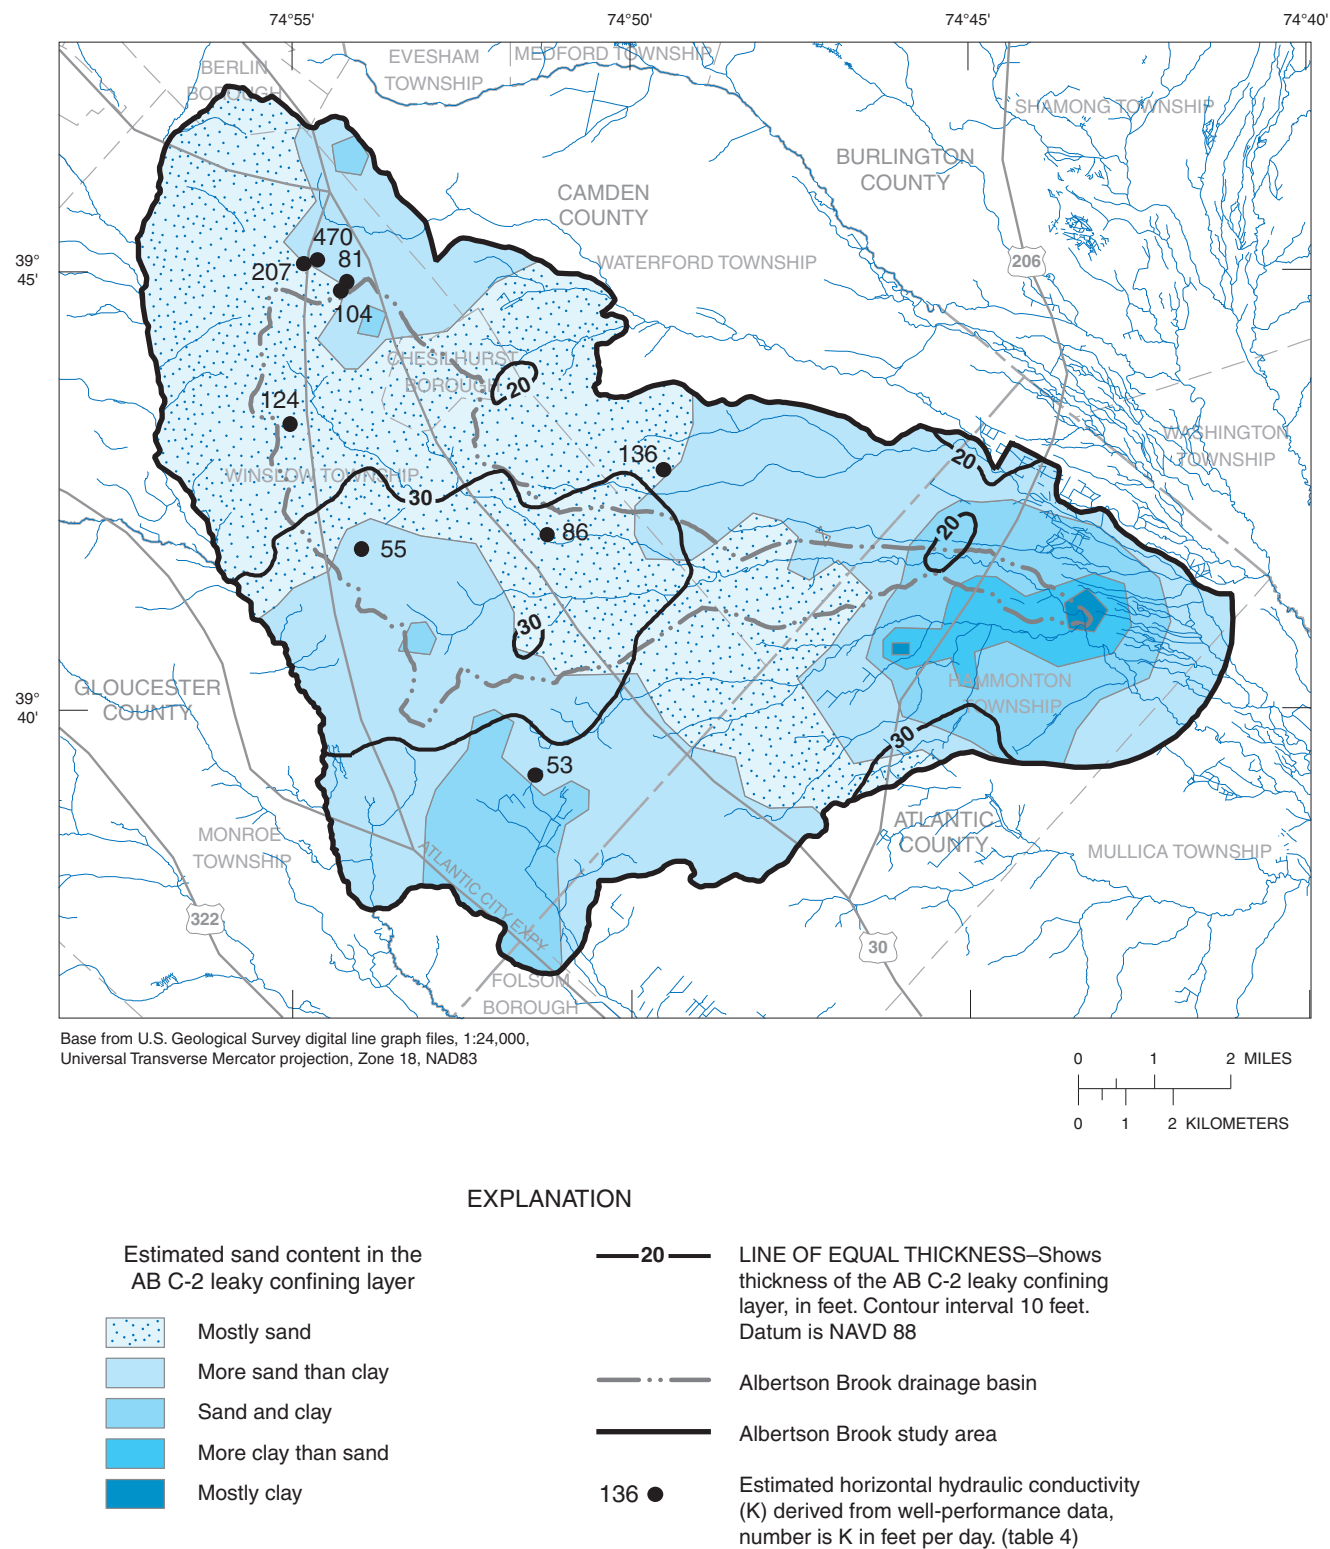 74°55'
74°50'
74°45'
74°40'
BERLIN
BOROUGH
EVESHAM
TOWNSHIP
MEDFORD TOWNSHIP
SHAMONG TOWNSHIP
BURLINGTON
COUNTY
CAMDEN
COUNTY
WATERFORD TOWNSHIP
206
39°
45'
470
81
207
104
CHESILHURST
BOROUGH
20
124
WINSLOW TOWNSHIP
136
WASHINGTON
TOWNSHIP
20
30
86
55
20
30
GLOUCESTER
COUNTY
39°
40'
HAMMONTON
TOWNSHIP
30
53
MONROE
TOWNSHIP
ATLANTIC CITY EXPY
ATLANTIC
COUNTY
MULLICA TOWNSHIP
322
30
FOLSOM
BOROUGH
Base from U.S. Geological Survey digital line graph files, 1:24,000,
Universal Transverse Mercator projection, Zone 18, NAD83
0 1 2 MILES
0 1 2 KILOMETERS
EXPLANATION
Estimated sand content in the
AB C-2 leaky confining layer
Mostly sand
More sand than clay
Sand and clay
More clay than sand
Mostly clay
20
LINE OF EQUAL THICKNESS–Shows
thickness of the AB C-2 leaky confining
layer, in feet. Contour interval 10 feet.
Datum is NAVD 88
Albertson Brook drainage basin
Albertson Brook study area
136
Estimated horizontal hydraulic conductivity
(K) derived from well-performance data,
number is K in feet per day. (table 4)